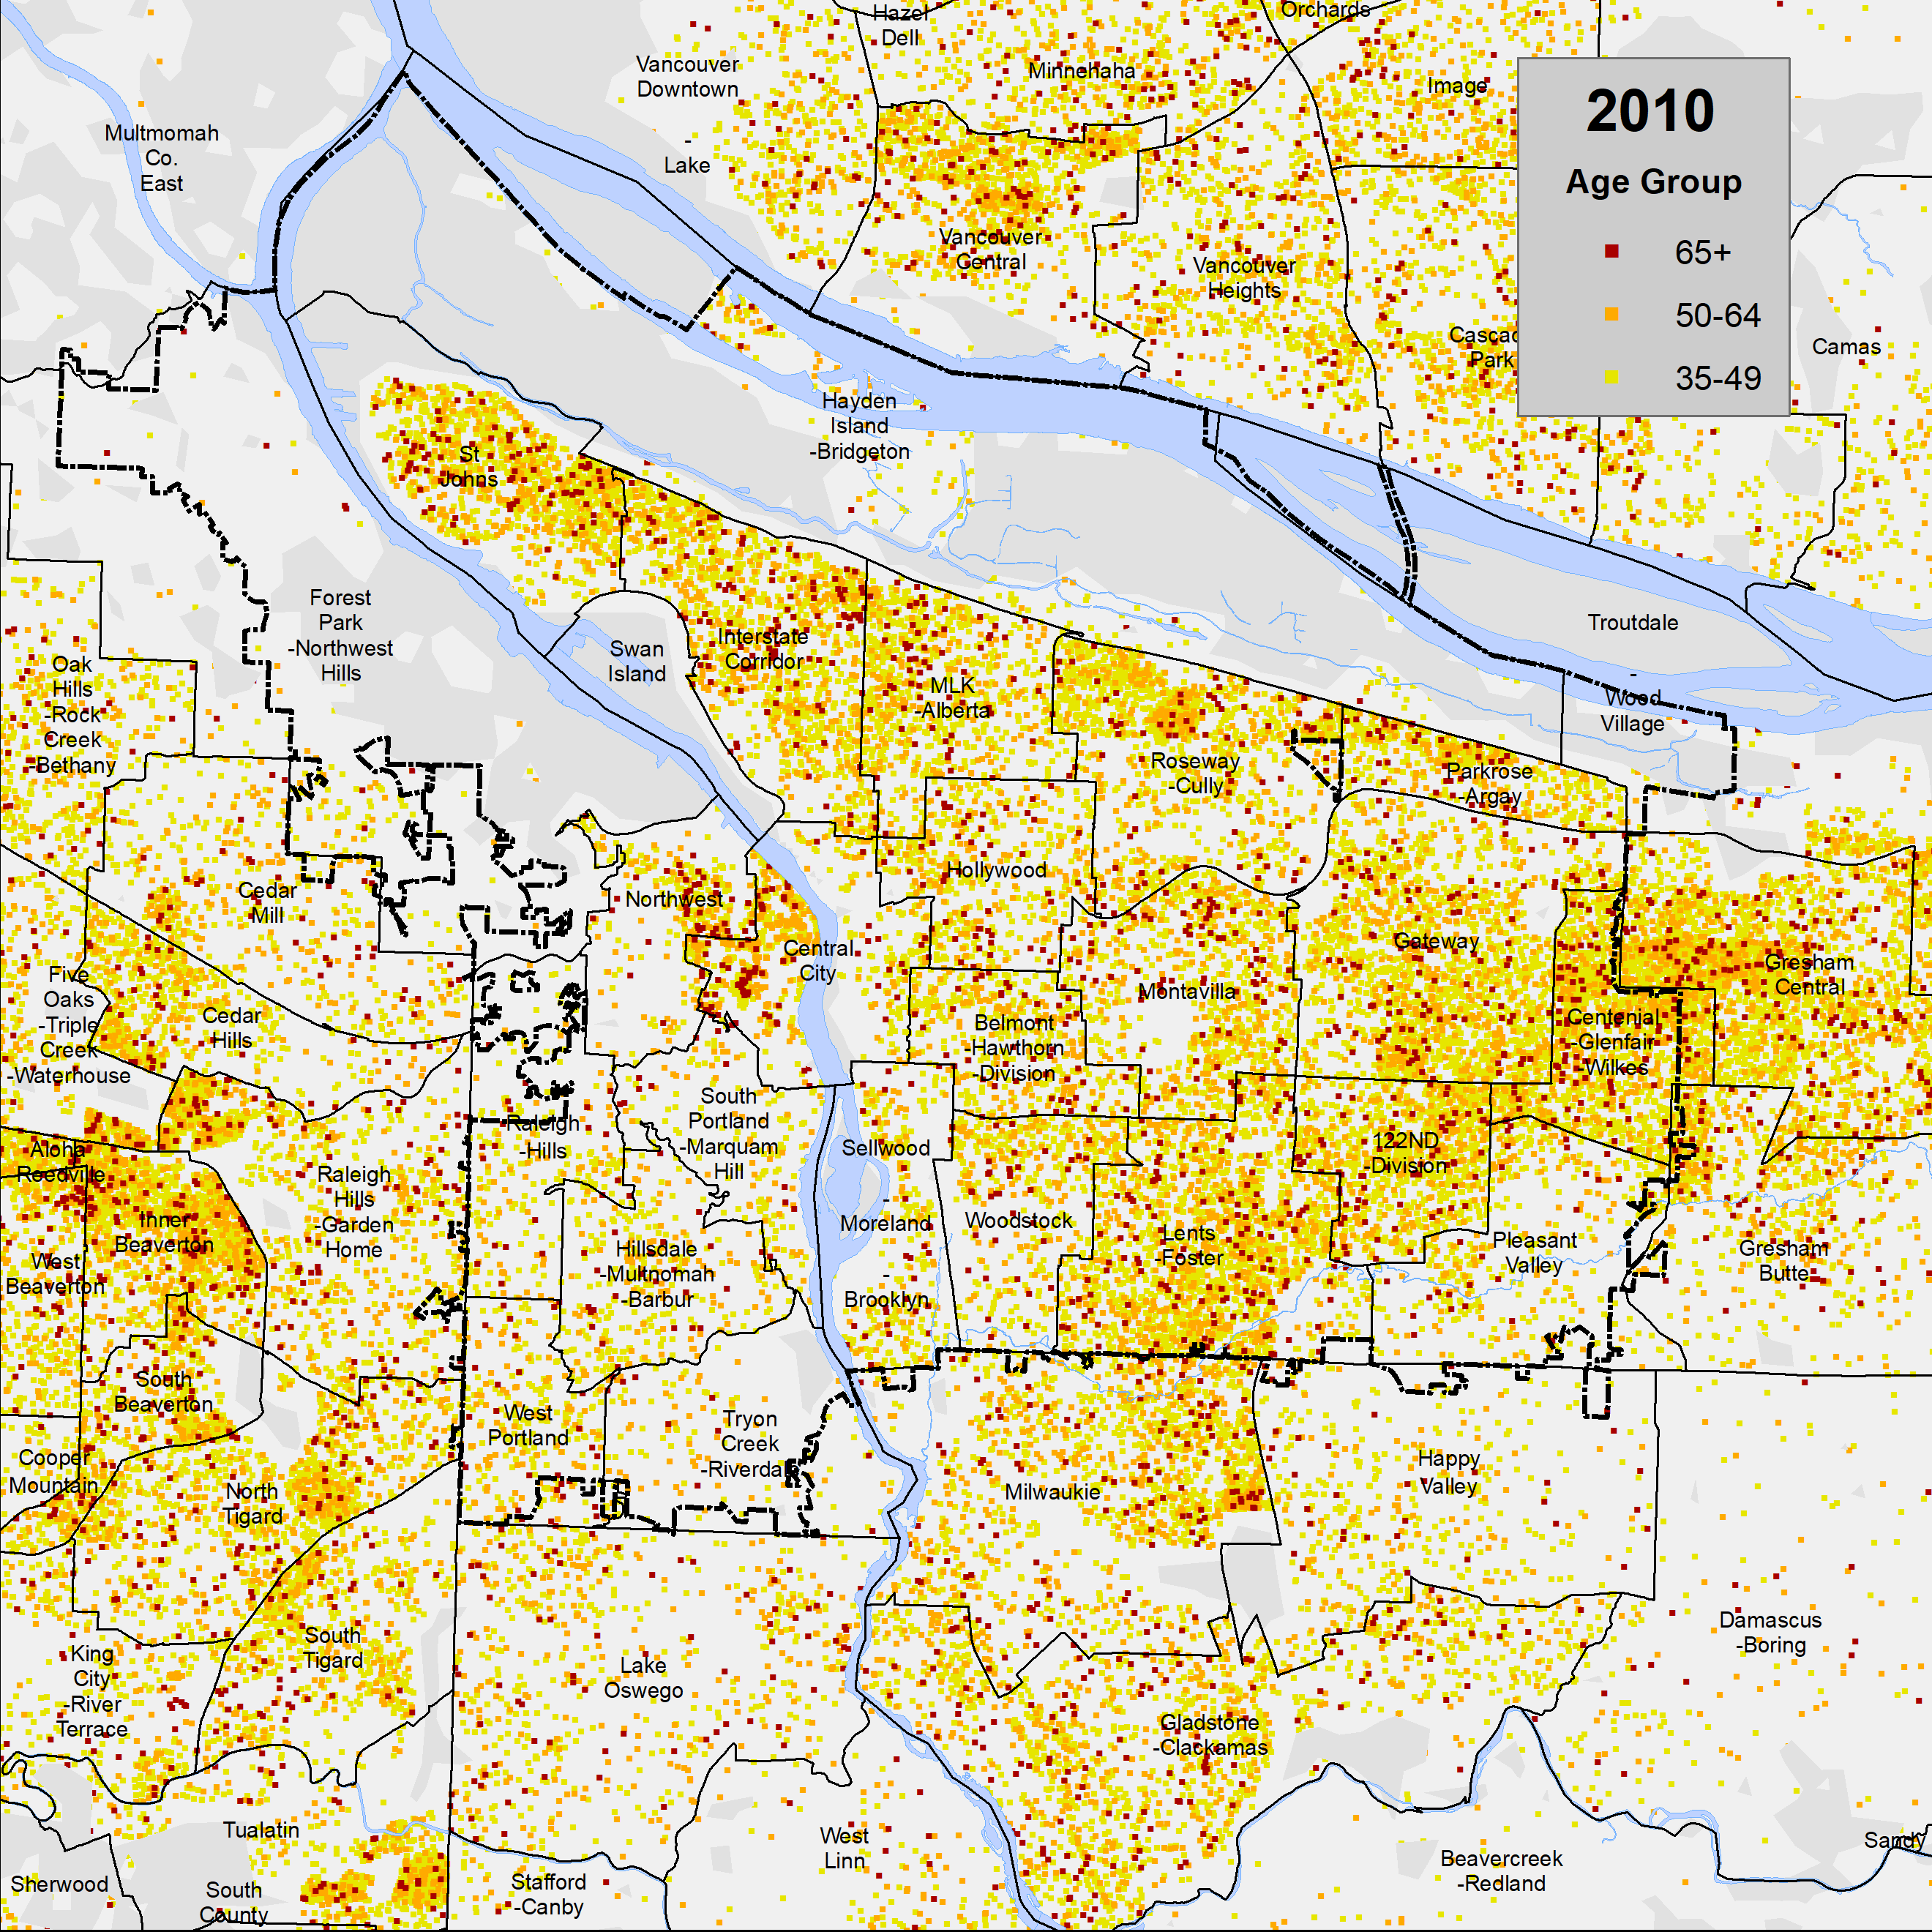 Hazel
Dell
Orchards
Vancouver
Downtown
-
Lake
Minnehaha
Image
2010
Age Group
65+
50-64
35-49
Multmomah
Co.
East
Vancouver
Central
Vancouver
Heights
Cascad
Park
Camas
Hayden
Island
-Bridgeton
St
Johns
Forest
Park
-Northwest
Hills
Swan
Island
Interstate
Corridor
MLK
-Alberta
Troutdale
-
Wood
Village
Oak
Hills
-Rock
Creek
-Bethany
Roseway
-Cully
Parkrose
-Argay
Cedar
Mill
Northwest
Hollywood
Central
City
Gateway
Gresham
Central
Five
Oaks
-Triple
Creek
-Waterhouse
Cedar
Hills
Montavilla
Belmont
-Hawthorn
-Division
Centenial
-Glenfair
-Wilkes
Raleigh
-Hills
South
Portland
-Marquam
Hill
Sellwood
-
Moreland
-
Brooklyn
122ND
-Division
Aloha
Reedville
Inner
Beaverton
Raleigh
Hills
-Garden
Home
West
Beaverton
Hillsdale
-Multnomah
-Barbur
Woodstock
Lents
-Foster
Pleasant
Valley
Gresham
Butte
South
Beaverton
West
Portland
Tryon
Creek
-Riverdale
Cooper
Mountain
North
Tigard
Milwaukie
Happy
Valley
King
City
-River
Terrace
South
Tigard
Lake
Oswego
Damascus
-Boring
Gladstone
-Clackamas
Tualatin
West
Linn
Sandy
Beavercreek
-Redland
Sherwood
South
County
Stafford
-Canby